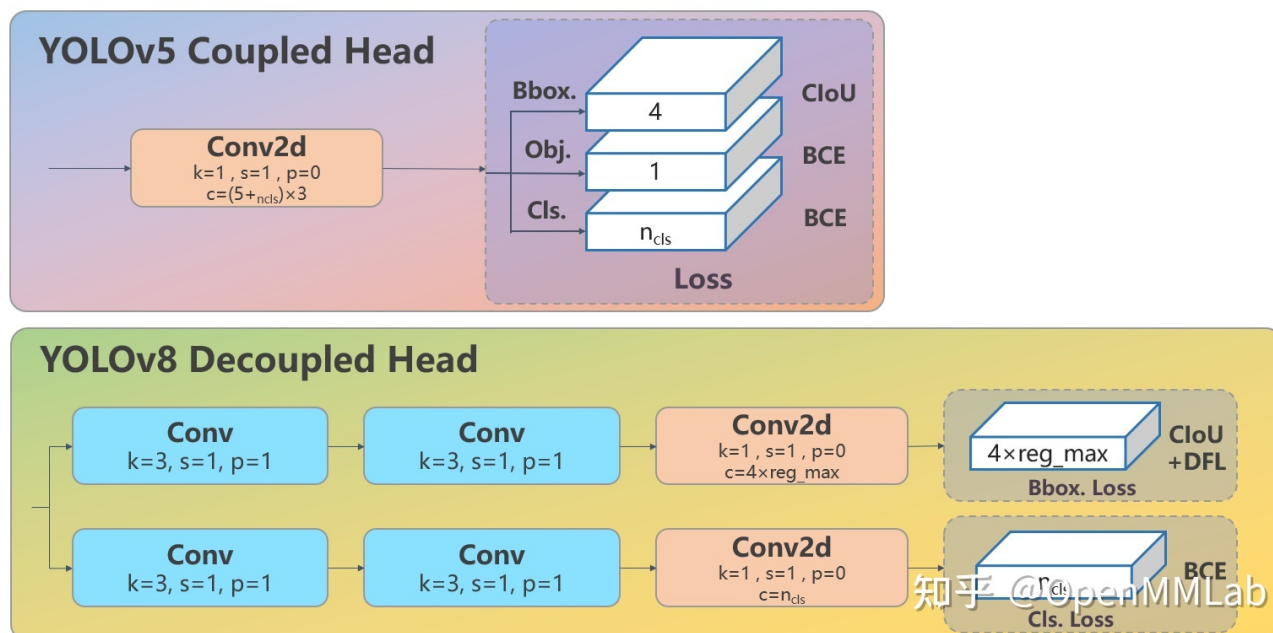 YOLOv5 Coupled Head
Conv2d
k=1 , s=1 , p=0
c=(5+ncls)×3
Bbox.
4
CIoU
Obj.
1
BCE
Cls.
ncls
BCE
Loss
YOLOv8 Decoupled Head
Conv
k=3, s=1, p=1
Conv
k=3, s=1, p=1
Conv2d
k=1 , s=1 , p=0
c=4×reg_max
4×reg_max
CIoU
+DFL
Bbox. Loss
Conv
k=3, s=1, p=1
Conv
k=3, s=1, p=1
Conv2d
k=1 , s=1 , p=0
c=ncls
ncls
BCE
Cls. Loss
知乎 @OpenMMLab